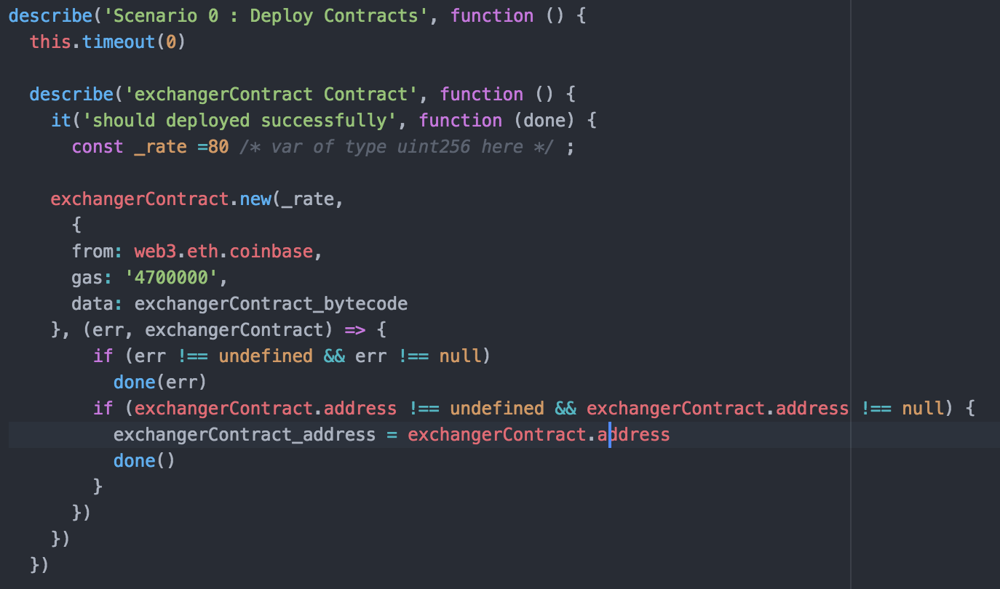 describe('Scenario 0 : Deploy Contracts', function () {
  this.timeout(0)

  describe('exchangerContract Contract', function () {
    it('should deployed successfully', function (done) {
      const _rate =80 /* var of type uint256 here */ ;

    exchangerContract.new(_rate,
      {
      from: web3.eth.coinbase,
      gas: '4700000',
      data: exchangerContract_bytecode
    }, (err, exchangerContract) => {
        if (err !== undefined && err !== null)
          done(err)
        if (exchangerContract.address !== undefined && exchangerContract.address !== null) {
          exchangerContract_address = exchangerContract.address
          done()
        }
      })
    })
  })